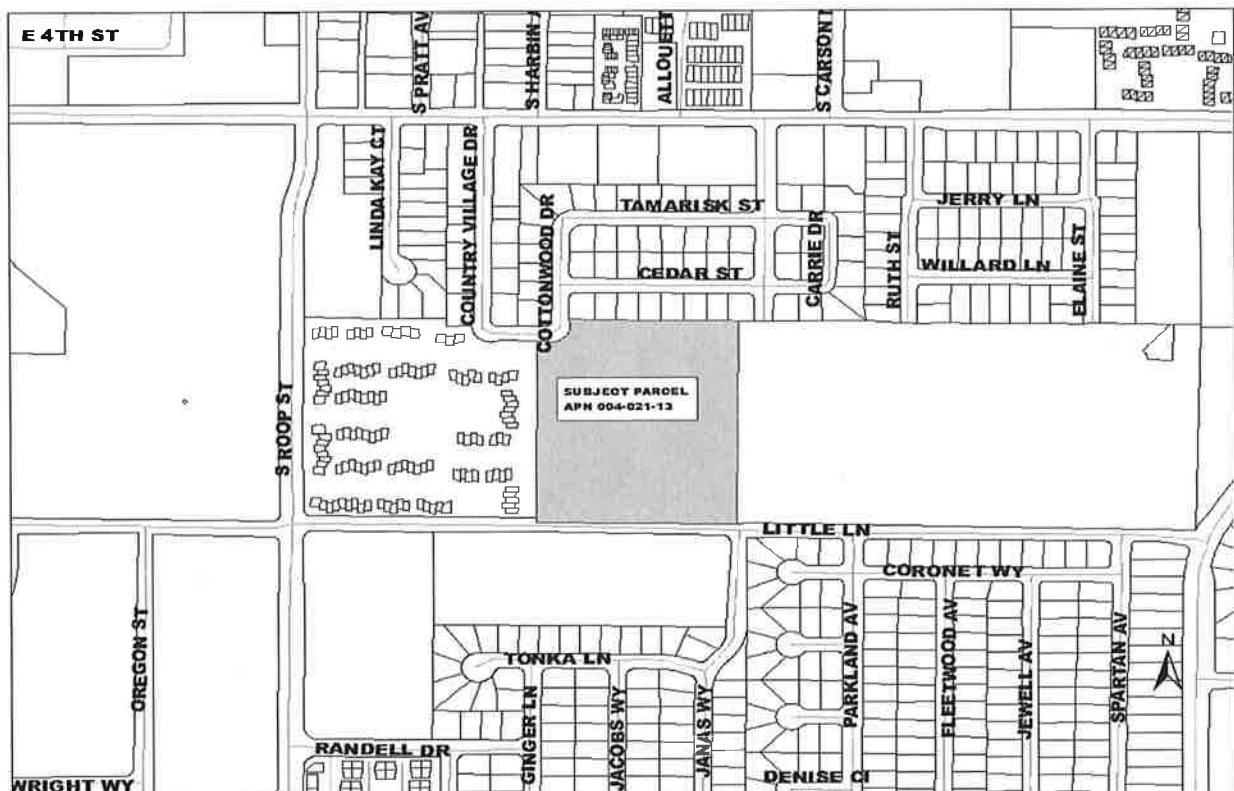 E 4TH ST
S PRATT AV
S HARBIN
ALLOUETT
S CARSON
LINDA KAY CT
COUNTRY VILLAGE DR
COTTONWOOD DR
TAMARISK ST
CEDAR ST
CARRIE DR
RUTH ST
JERRY LN
WILLARD LN
ELAINE ST
S ROOP ST
SUBJECT PARCEL
APN 004-021-13
LITTLE LN
CORONET WY
OREGON ST
TONKA LN
GINGER LN
JACOBS WY
JANAS WY
PARKLAND AV
FLEETWOOD AV
JEWELL AV
SPARTAN AV
N
RANDELL DR
WRIGHT WY
DENISE CI